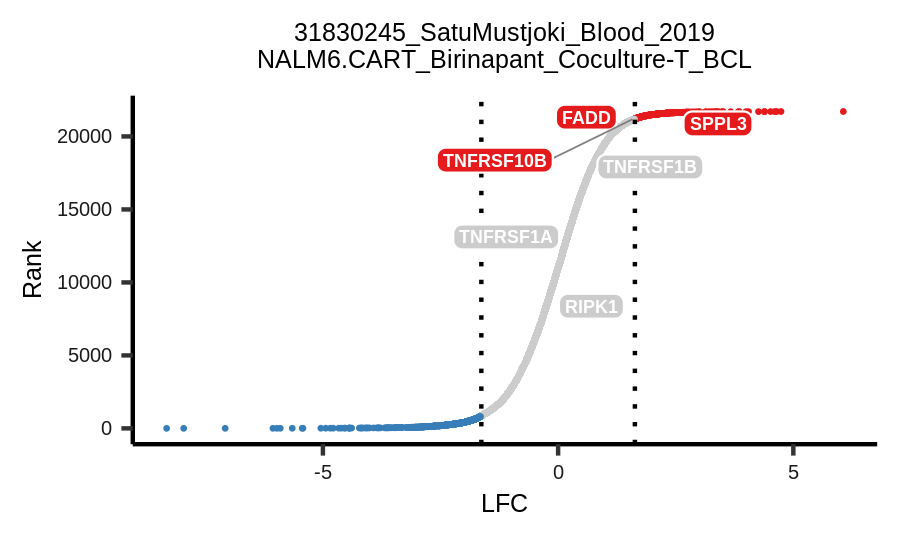 31830245_SatuMustjoki_Blood_2019
NALM6.CART_Birinapant_Coculture-T_BCL
Rank
20000
15000
10000
5000
0
FADD
SPPL3
TNFRSF10B
TNFRSF1B
TNFRSF1A
RIPK1
-5
0
5
LFC